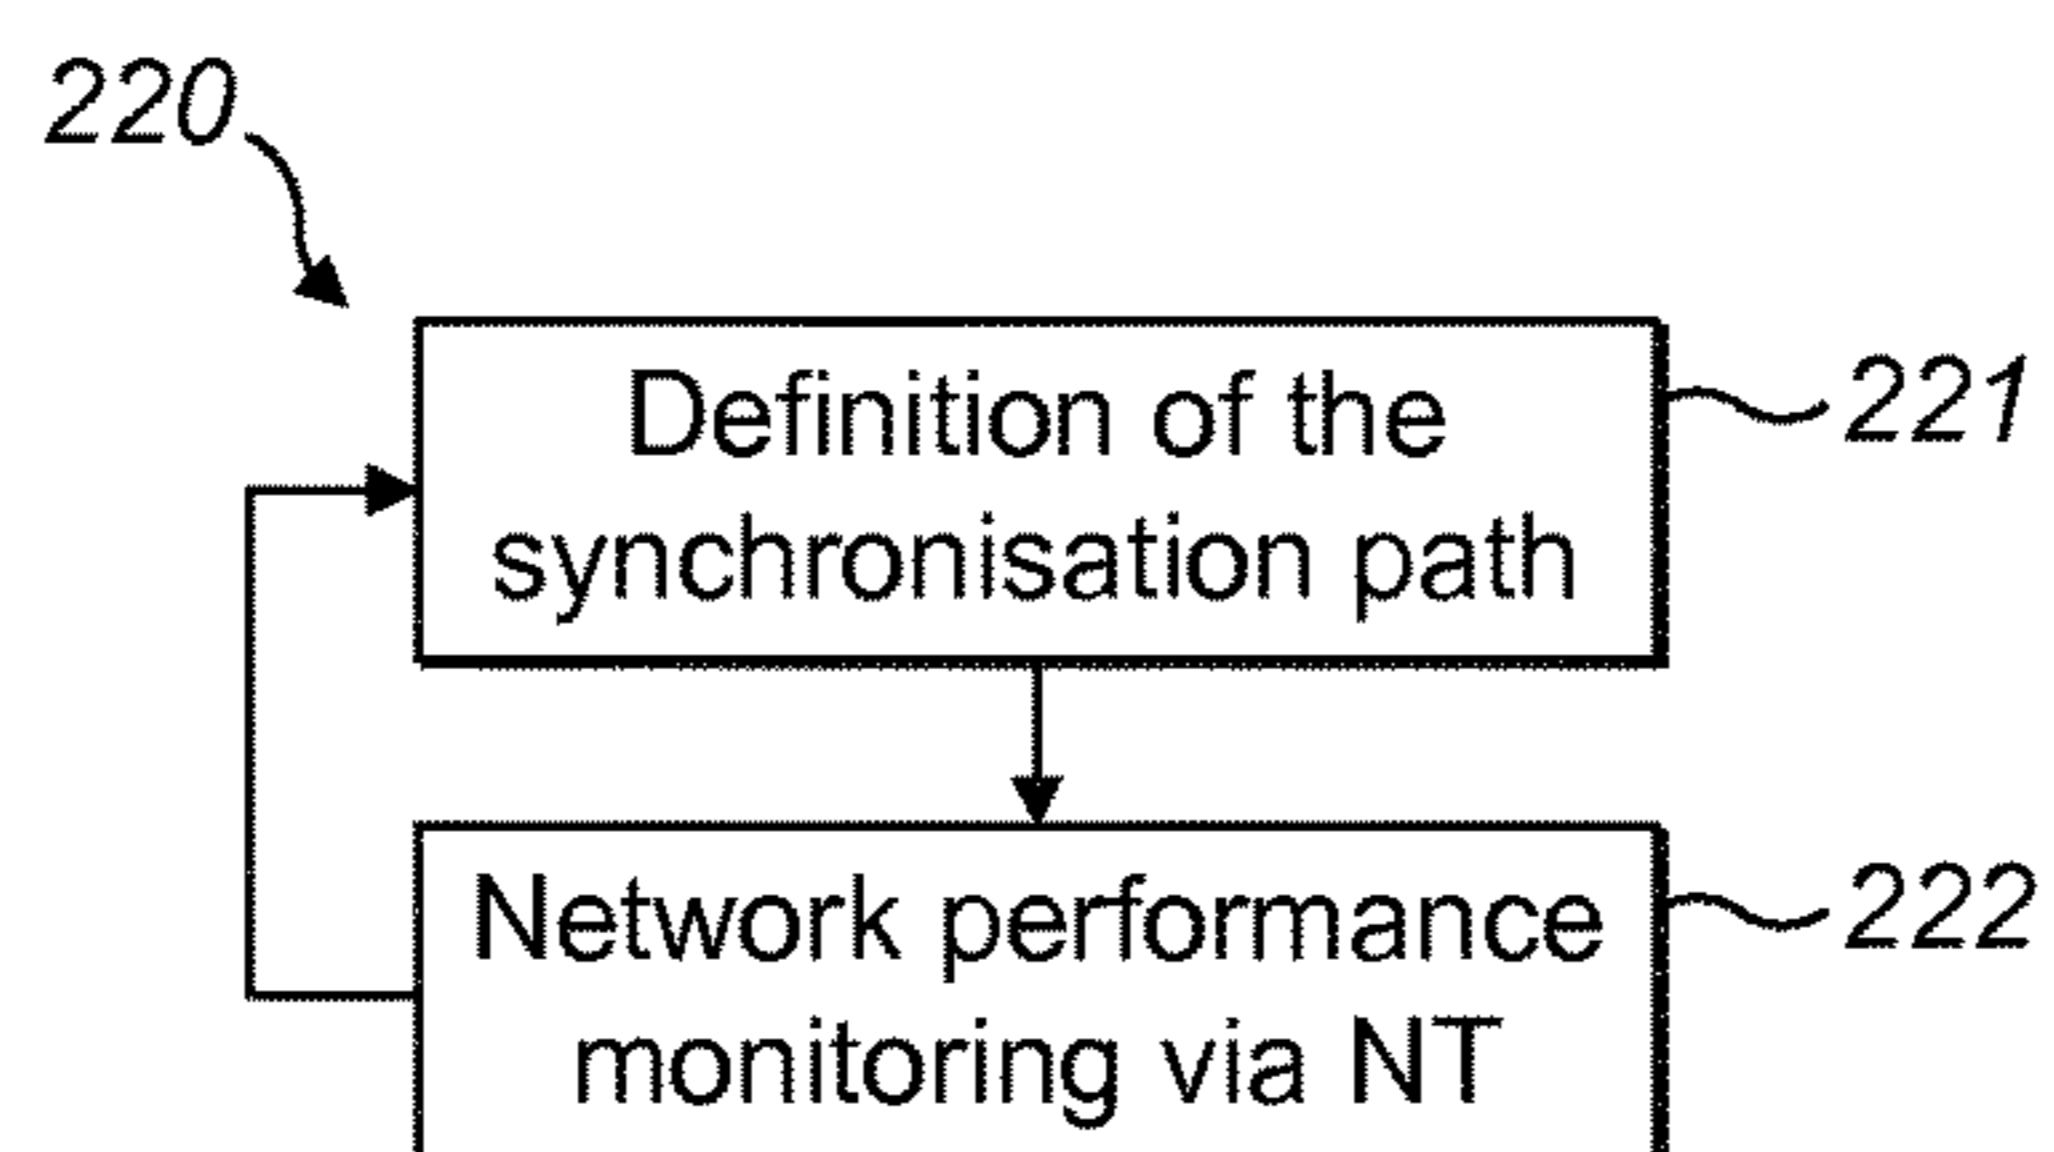 220
Definition of the
synchronisation path
221
Network performance
monitoring via NT
222